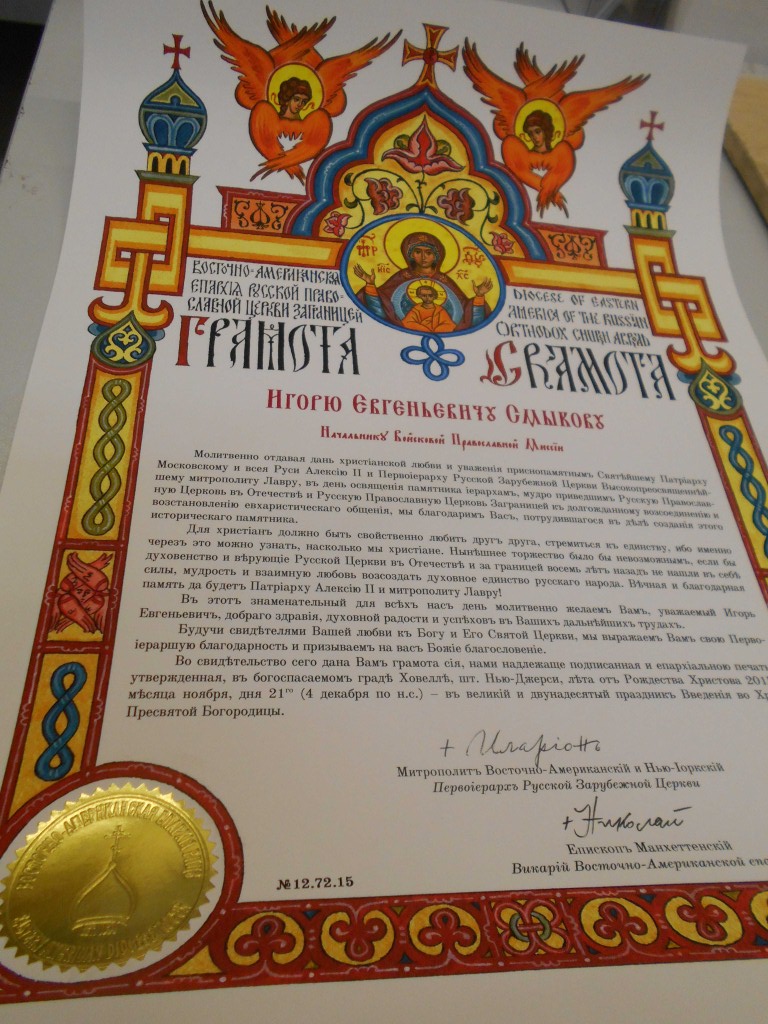 ВОСТОЧНО-АМЕРИКАНСКАЯ
ЕПАРХІЯ РУССКОЙ ПРАВО-
СЛАВНОЙ ЦЕРКВИ ЗАГРАНИЦЕЙ
ГРАМОТА
DIOCESE OF EASTERN
AMERICA OF THE RUSSIAN
ORTHODOX CHURCH ABROAD
GRAMOTA
ІИС ХС
ИГОРЮ ЕВГЕНЬЕВИЧУ СМЫКОВУ
Начальнику Войсковой Православной Миссіи
Молитвенно отдавая дань христіанской любви и уваженія приснопамятнымъ Святѣйшему Патріарху
Московскому и всея Руси Алексію II и Первоіерарху Русской Зарубежной Церкви Высокопреосвященнѣй-
шему митрополиту Лавру, въ день освященія памятника іерархамъ, мудро приведшимъ Русскую Православ-
ную Церковь въ Отечествѣ и Русскую Православную Церковь Заграницей къ долгожданному возсоединенію и
возстановленію евхаристическаго общенія, мы благодаримъ Васъ, потрудившагося въ дѣлѣ созданія этого
историческаго памятника.
Для христіанъ должно быть свойственно любить другъ друга, стремиться къ единству, ибо именно
черезъ это можно узнать, насколько мы христіане. Нынѣшнее торжество было бы невозможнымъ, если бы
духовенство и вѣрующіе Русской Церкви въ Отечествѣ и за границей восемь лѣтъ назадъ не нашли въ себѣ
силы, мудрость и взаимную любовь возсоздать духовное единство русскаго народа. Вѣчная и благодарная
память да будетъ Патріарху Алексію II и митрополиту Лавру!
Въ этотъ знаменательный для всѣхъ насъ день молитвенно желаемъ Вамъ, уважаемый Игорь
Евгеньевичъ, добраго здравія, духовной радости и успѣховъ въ Вашихъ дальнѣйшихъ трудахъ.
Будучи свидѣтелями Вашей любви къ Богу и Его Святой Церкви, мы выражаемъ Вамъ свою Перво-
іераршую благодарность и призываемъ на васъ Божіе благословеніе.
Во свидѣтельство сего дана Вамъ грамота сія, нами надлежаще подписанная и епархіальною печать
утвержденная, въ богоспасаемомъ градѣ Ховеллѣ, шт. Нью-Джерси, лѣта отъ Рождества Христова 201
мѣсяца ноября, дня 21го (4 декабря по н.с.) – въ великій и двунадесятый праздникъ Введенія во Хр
Пресвятой Богородицы.
+ Иларіонъ
Митрополитъ Восточно-Американскій и Нью-Іоркскій
Первоіерархъ Русской Зарубежной Церкви
+ Николай
Епископъ Манхеттенскій
Викарій Восточно-Американской епа
№12.72.15